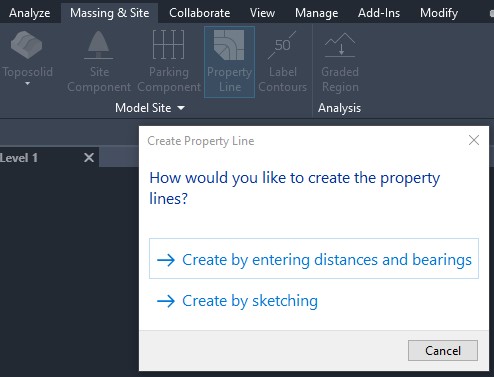 Analyze Massing & Site Collaborate View Manage Add-Ins Modify
Toposolid
Site Component
Parking Component
Property Line
Label Contours
Graded Region
Model Site
Analysis
Level 1
Create Property Line
How would you like to create the property
lines?
Create by entering distances and bearings
Create by sketching
Cancel